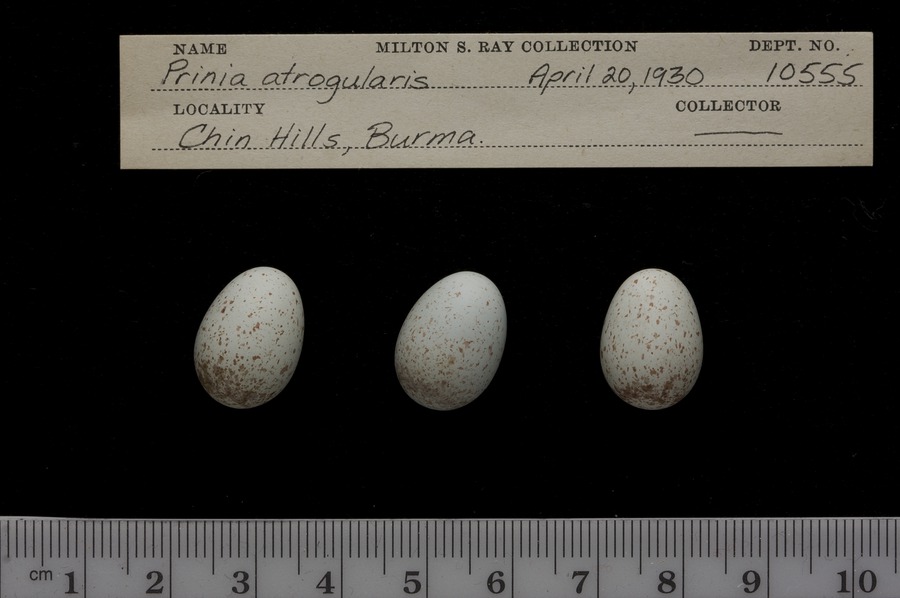 NAME MILTON S. RAY COLLECTION DEPT. NO.
Prinia atrogularis April 20, 1930 10555
LOCALITY COLLECTOR
Chin Hills, Burma.
cm 1 2 3 4 5 6 7 8 9 10